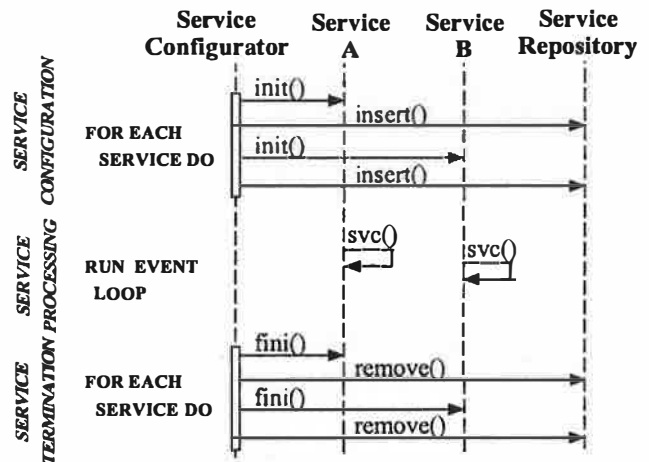 Service Configurator
Service A
Service B
Service Repository
SERVICE CONFIGURATION
FOR EACH
SERVICE DO
init()
insert()
init()
insert()
SERVICE PROCESSING
RUN EVENT
LOOP
svc()
svc()
SERVICE TERMINATION
FOR EACH
SERVICE DO
fini()
remove()
fini()
remove()